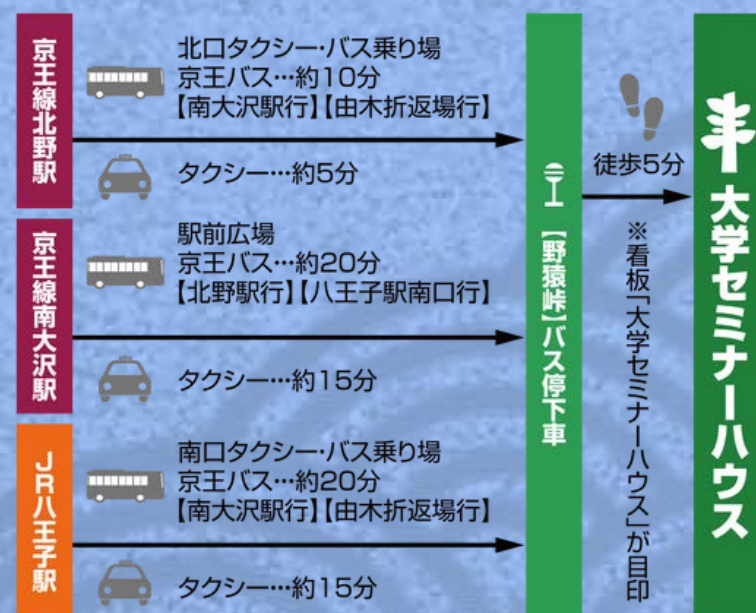 京王線北野駅
北口タクシー・バス乗り場
京王バス…約10分
【南大沢駅行】【由木折返場行】
タクシー…約5分
京王線南大沢駅
駅前広場
京王バス…約20分
【北野駅行】【八王子駅南口行】
タクシー…約15分
JR八王子駅
南口タクシー・バス乗り場
京王バス…約20分
【南大沢駅行】【由木折返場行】
タクシー…約15分
【野猿峠】バス停下車
徒歩5分
※看板「大学セミナーハウス」が目印
大学セミナーハウス